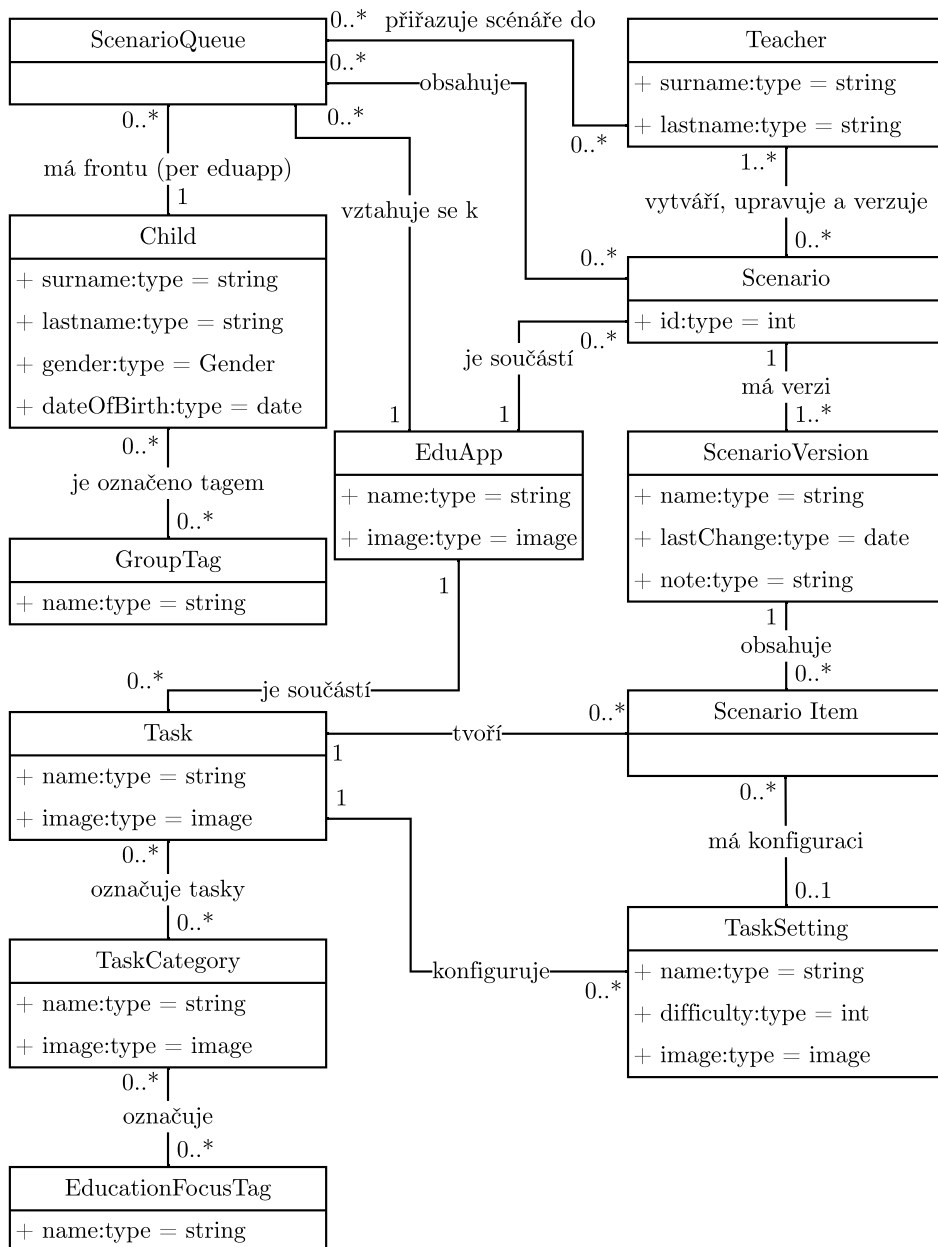 ScenarioQueue
0..*
přiřazuje scénáře do
0..*
Teacher
+ surname:type = string
+ lastname:type = string
0..*
obsahuje
0..*
0..*
vztahuje se k
1
0..*
má frontu (per eduapp)
1
1..*
vytváří, upravuje a verzuje
0..*
Child
+ surname:type = string
+ lastname:type = string
+ gender:type = Gender
+ dateOfBirth:type = date
Scenario
+ id:type = int
0..*
je součástí
1
1
má verzi
1..*
0..*
je označeno tagem
0..*
EduApp
+ name:type = string
+ image:type = image
ScenarioVersion
+ name:type = string
+ lastChange:type = date
+ note:type = string
GroupTag
+ name:type = string
1
je součástí
0..*
1
obsahuje
0..*
Task
+ name:type = string
+ image:type = image
1
tvoří
0..*
Scenario Item
1
konfiguruje
0..*
0..*
má konfiguraci
0..1
0..*
označuje tasky
0..*
TaskCategory
+ name:type = string
+ image:type = image
TaskSetting
+ name:type = string
+ difficulty:type = int
+ image:type = image
0..*
označuje
0..*
EducationFocusTag
+ name:type = string